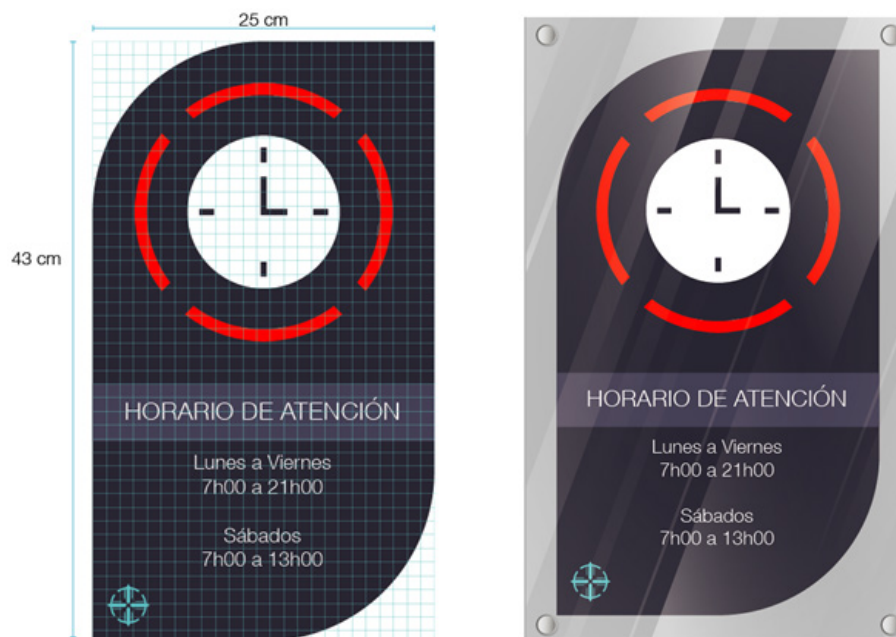 25 cm
43 cm
HORARIO DE ATENCIÓN
Lunes a Viernes
7h00 a 21h00
Sábados
7h00 a 13h00
HORARIO DE ATENCIÓN
Lunes a Viernes
7h00 a 21h00
Sábados
7h00 a 13h00